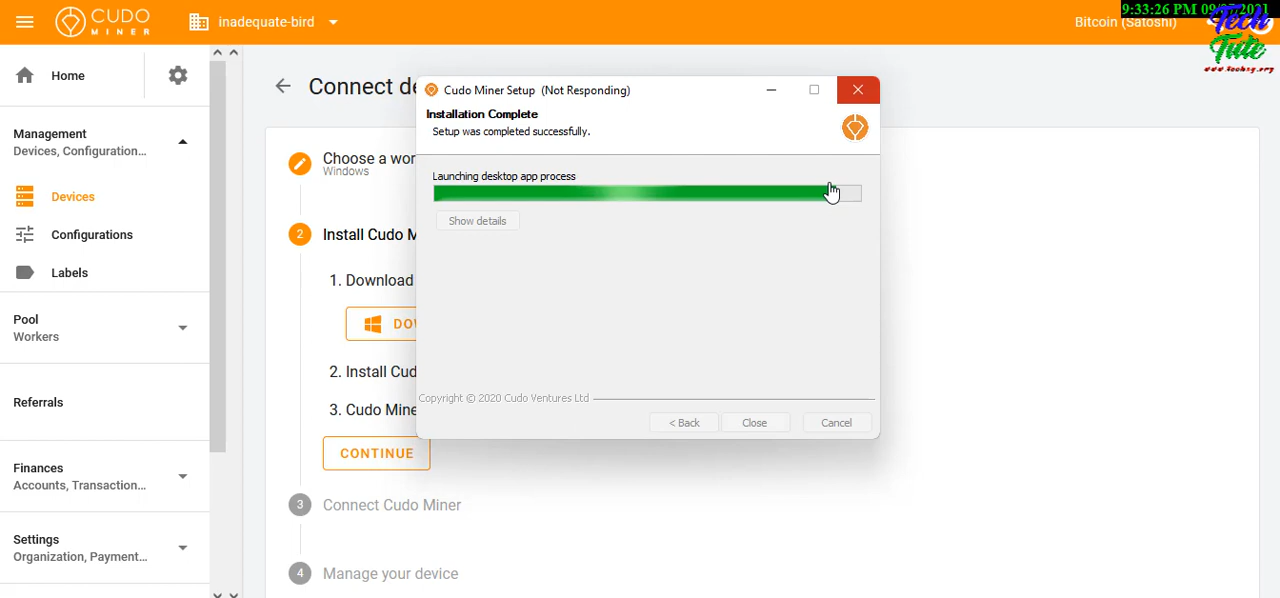 CUDO
MINER
inadequate-bird
Bitcoin (Satoshi)
9:33:26 PM
Tech
Tute
Home
Management
Devices, Configuration...
Devices
Configurations
Labels
Pool
Workers
Referrals
Finances
Accounts, Transaction...
Settings
Organization, Payment...
Connect de
Choose a wor
Windows
2 Install Cudo M
1. Download
DO
2. Install Cud
3. Cudo Mine
CONTINUE
3 Connect Cudo Miner
4 Manage your device
Cudo Miner Setup (Not Responding)
Installation Complete
Setup was completed successfully.
Launching desktop app process
Show details
Copyright © 2020 Cudo Ventures Ltd
< Back Close Cancel